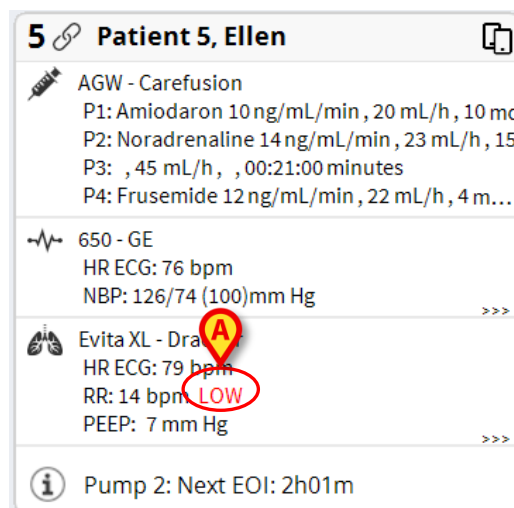 5 Patient 5, Ellen
AGW - Carefusion
P1: Amiodaron 10 ng/mL/min , 20 mL/h , 10
P2: Noradrenaline 14 ng/mL/min , 23 mL/h , 15
P3: , 45 mL/h , , 00:21:00 minutes
P4: Frusemide 12 ng/mL/min , 22 mL/h , 4 m...
650 - GE
HR ECG: 76 bpm
NBP: 126/74 (100)mm Hg
>>>
Evita XL -
A
HR ECG: 79 bpm
RR: 14 bpm LOW
PEEP: 7 mm Hg
>>>
Pump 2: Next EOI: 2h01m